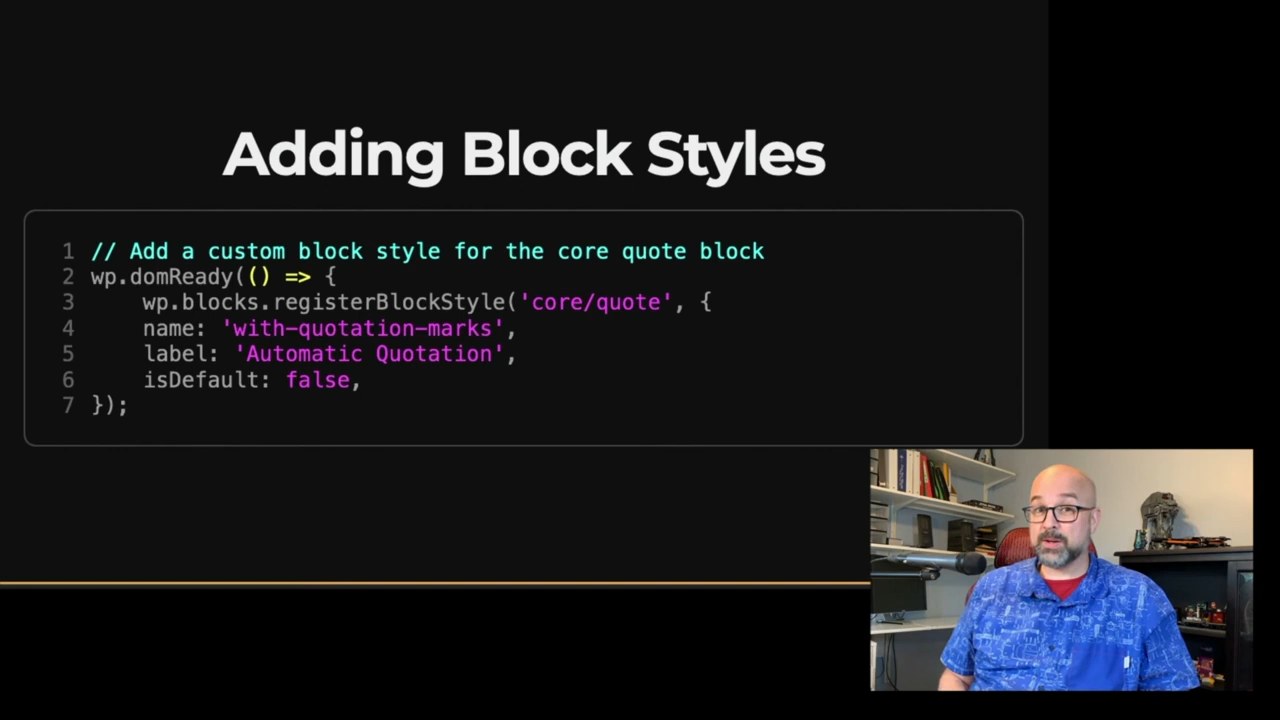 Adding Block Styles
1 // Add a custom block style for the core quote block
2 wp.domReady(() => {
3     wp.blocks.registerBlockStyle('core/quote', {
4     name: 'with-quotation-marks',
5     label: 'Automatic Quotation',
6     isDefault: false,
7 });